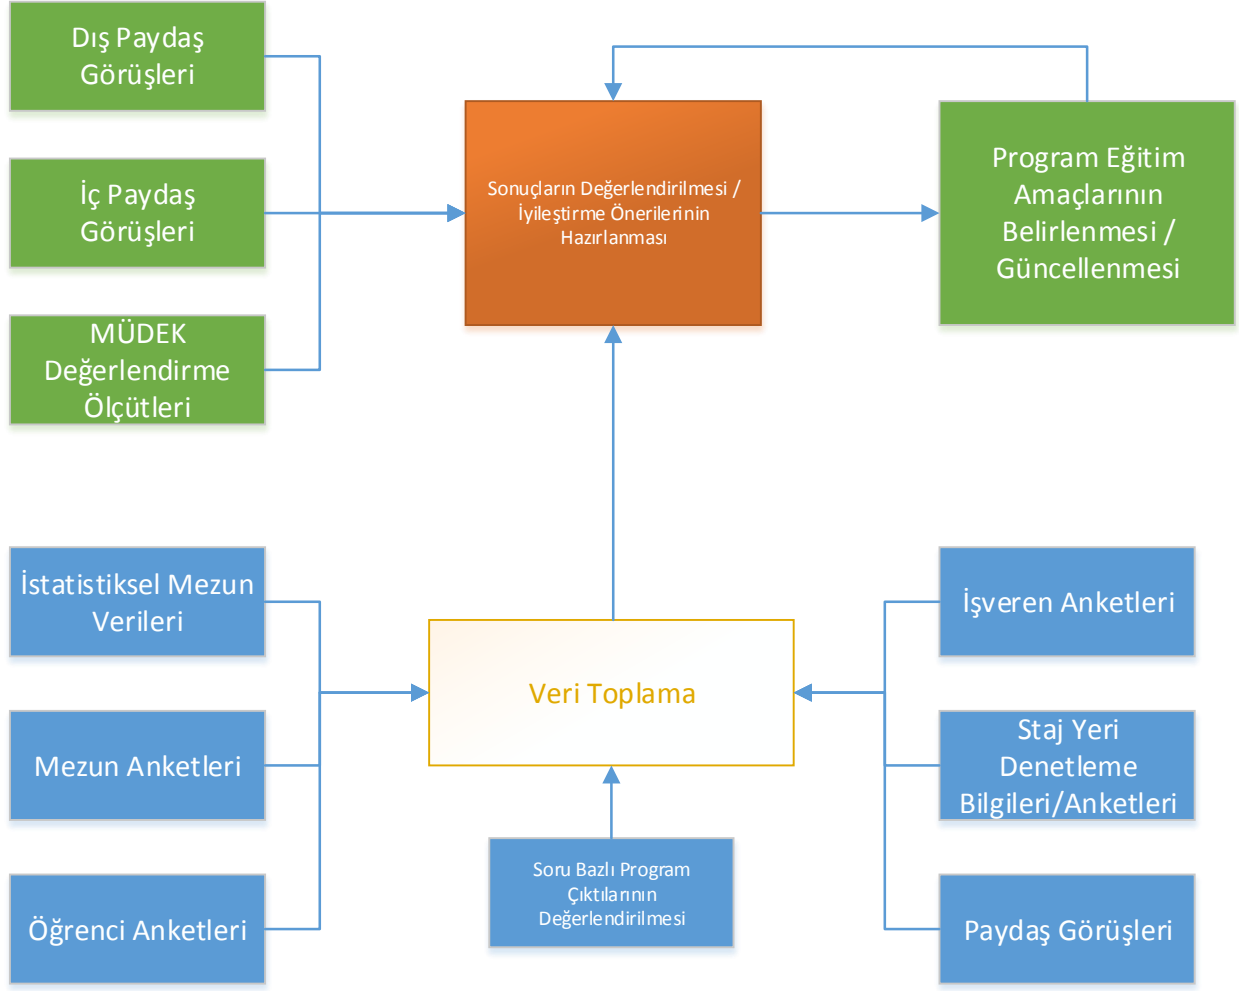 Dış Paydaş
Görüşleri
İç Paydaş
Görüşleri
MÜDEK
Değerlendirme
Ölçütleri
Sonuçların Değerlendirilmesi /
İyileştirme Önerilerinin
Hazırlanması
Program Eğitim
Amaçlarının
Belirlenmesi /
Güncellenmesi
İstatistiksel Mezun
Verileri
Mezun Anketleri
Öğrenci Anketleri
Veri Toplama
Soru Bazlı Program
Çıktılarının
Değerlendirilmesi
İşveren Anketleri
Staj Yeri
Denetleme
Bilgileri/Anketleri
Paydaş Görüşleri